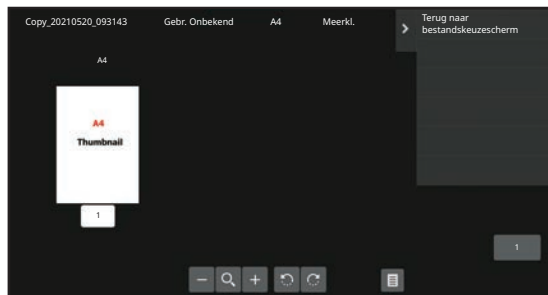 Copy_20210520_093143 Gebr. Onbekend A4 Meerkl.
Terug naar
bestandskeuzescherm
A4
A4
Thumbnail
1
1